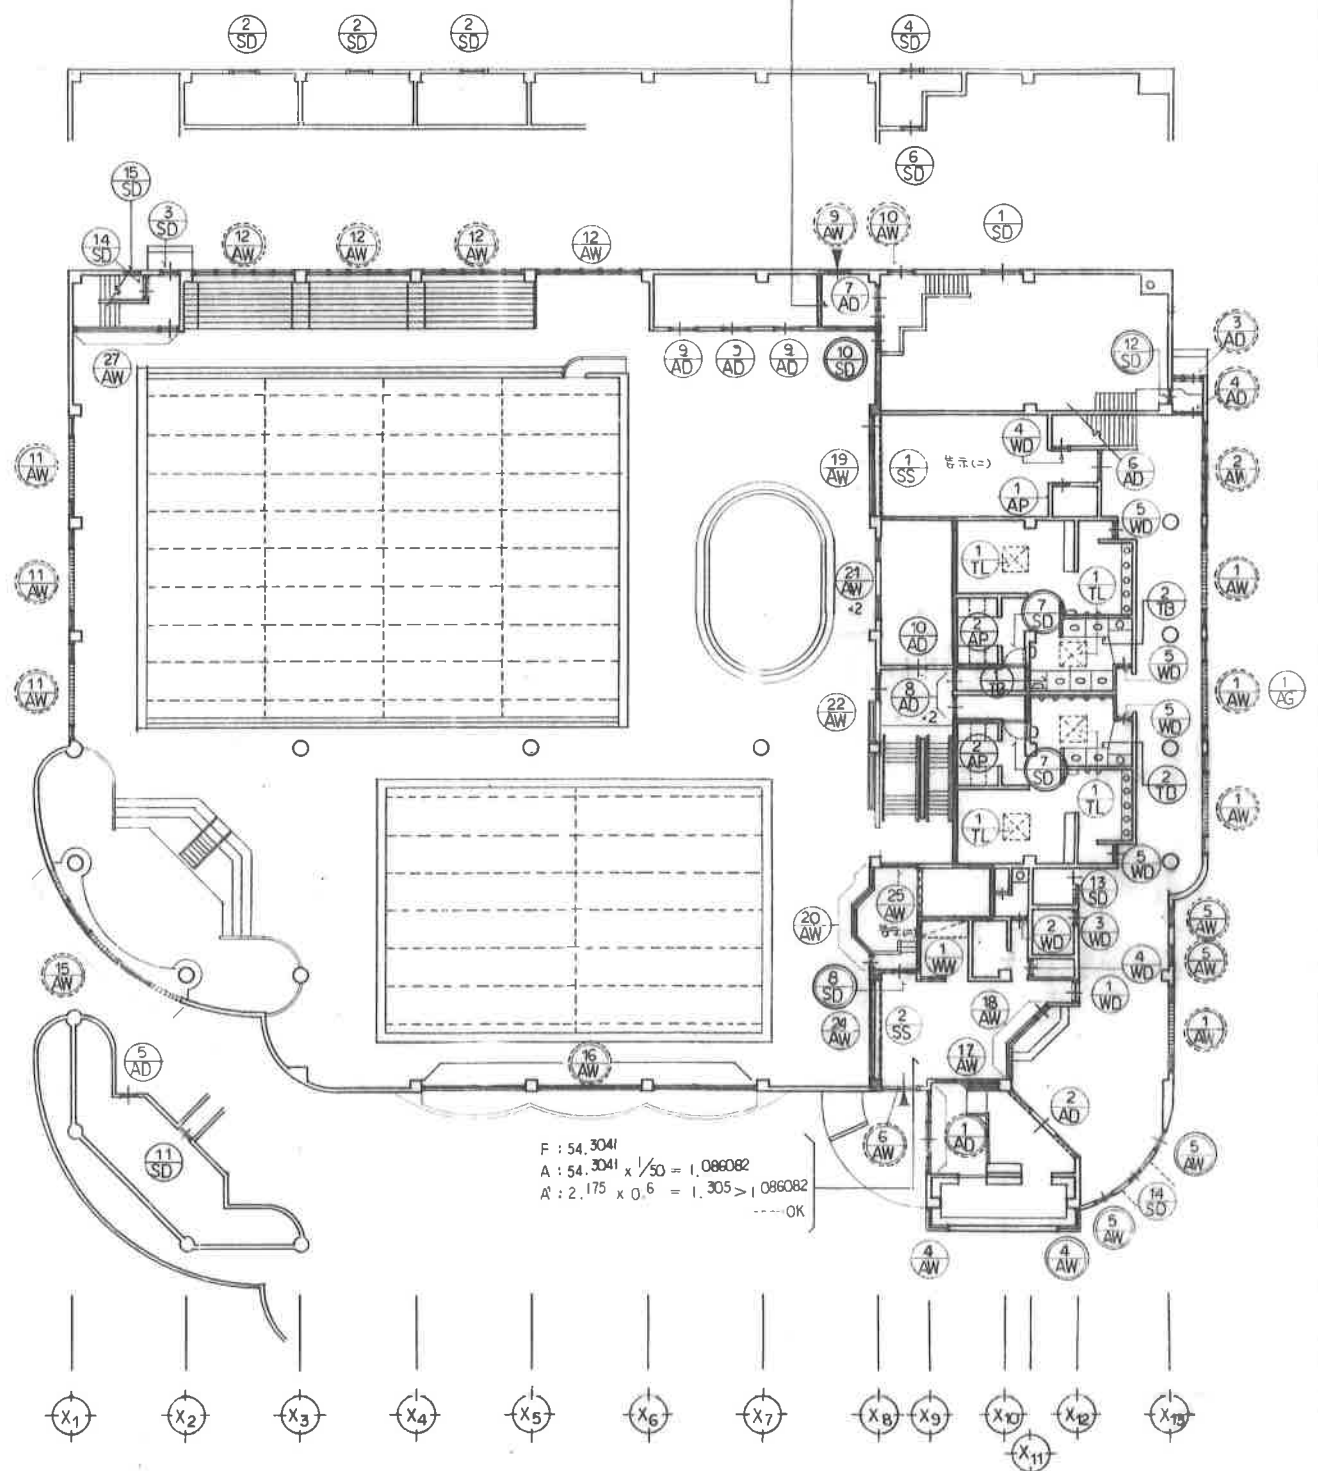 2 SD
2 SD
2 SD
4 SD
6 SD
15 SD
3 SD
14 SD
12 AW
12 AW
12 AW
12 AW
9 AW
10 AW
1 SD
7 AD
27 AW
9 AD
9 AD
9 AD
10 SD
12 SD
3 AD
4 AD
11 AW
19 AW
1 SS
告示(二)
4 WD
6 AD
2 AW
1 AP
5 WD
11 AW
21 AW
×2
1 TL
1 TL
7 SD
2 TB
1 AW
10 AD
2 AP
5 WD
11 AW
22 AW
8 AD
×2
1 TB
1 AW
1 AG
5 WD
2 AP
7 SD
2 TB
1 TL
1 TL
1 AW
5 WD
13 SD
25 AW
20 AW
2 WD
3 WD
5 AW
1 WW
4 WD
5 AW
15 AW
8 SD
1 WD
18 AW
2 SS
24 AW
1 AW
5 AD
16 AW
17 AW
2 AD
11 SD
6 AW
1 AD
5 AW
F : 54.3041
A : 54.3041 x 1/50 = 1.086082
A' : 2.175 x 0.6 = 1.305 > 1.086082
---- OK
14 SD
5 AW
4 AW
4 AW
X1 X2 X3 X4 X5 X6 X7 X8 X9 X10 X12 X13
X11